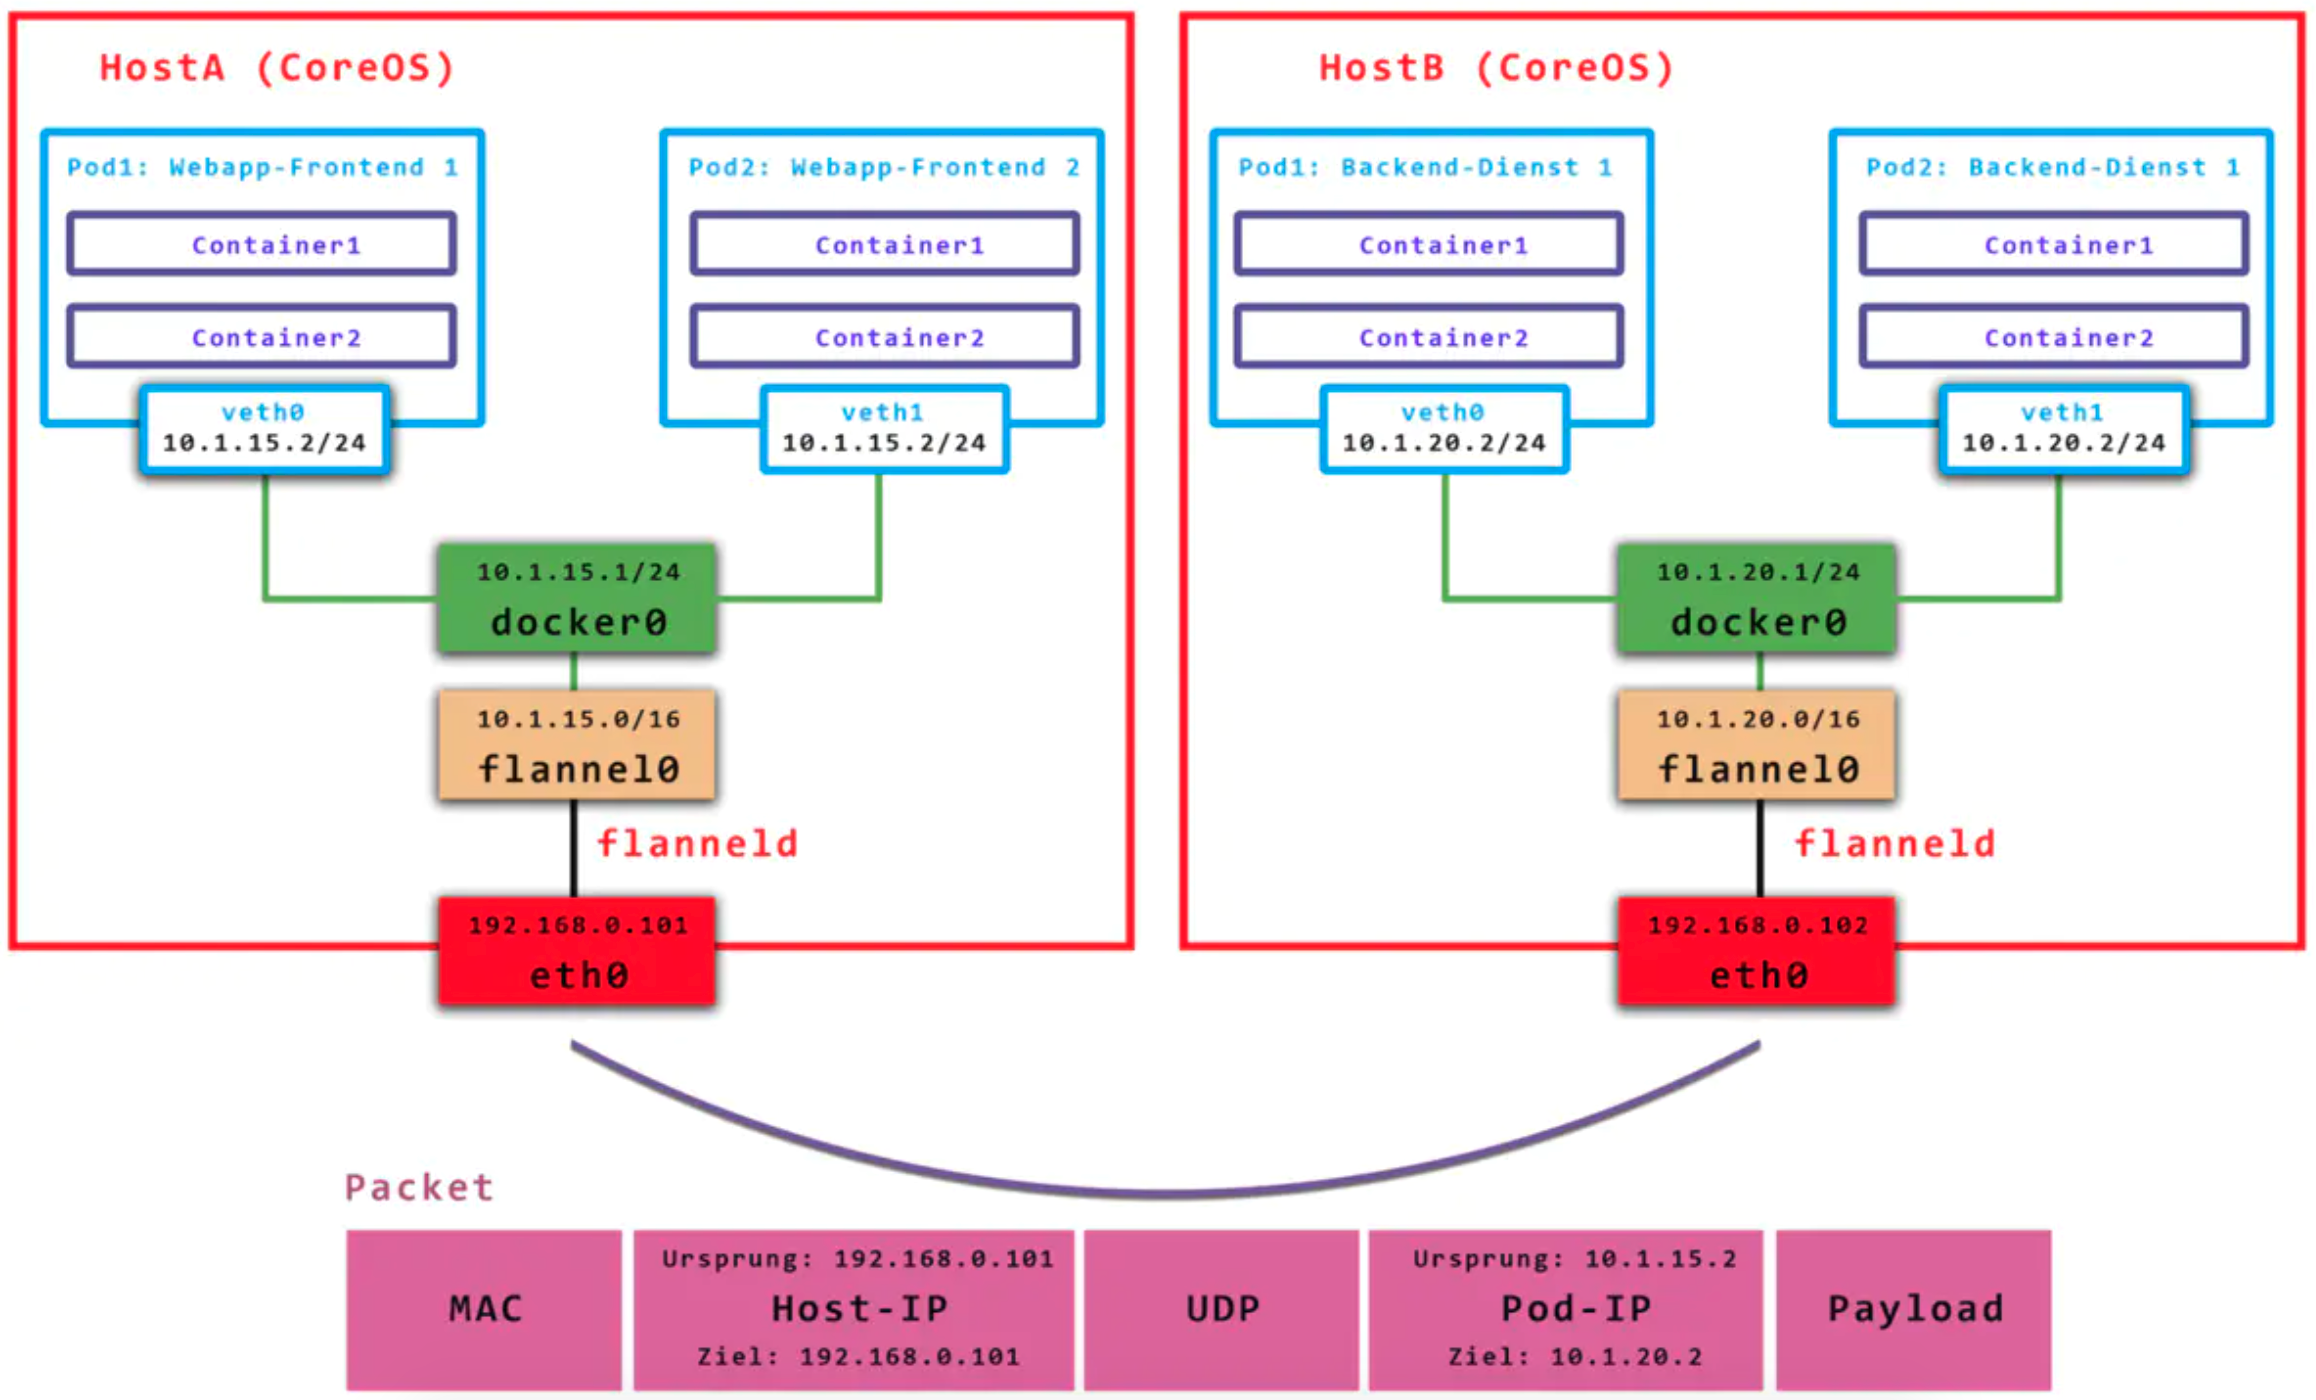 HostA (CoreOS)
Pod1: Webapp-Frontend 1
Container1
Container2
veth0
10.1.15.2/24
Pod2: Webapp-Frontend 2
Container1
Container2
veth1
10.1.15.2/24
10.1.15.1/24
docker0
10.1.15.0/16
flannel0
flanneld
192.168.0.101
eth0
HostB (CoreOS)
Pod1: Backend-Dienst 1
Container1
Container2
veth0
10.1.20.2/24
Pod2: Backend-Dienst 1
Container1
Container2
veth1
10.1.20.2/24
10.1.20.1/24
docker0
10.1.20.0/16
flannel0
flanneld
192.168.0.102
eth0
Packet
MAC
Ursprung: 192.168.0.101
Host-IP
Ziel: 192.168.0.101
UDP
Ursprung: 10.1.15.2
Pod-IP
Ziel: 10.1.20.2
Payload